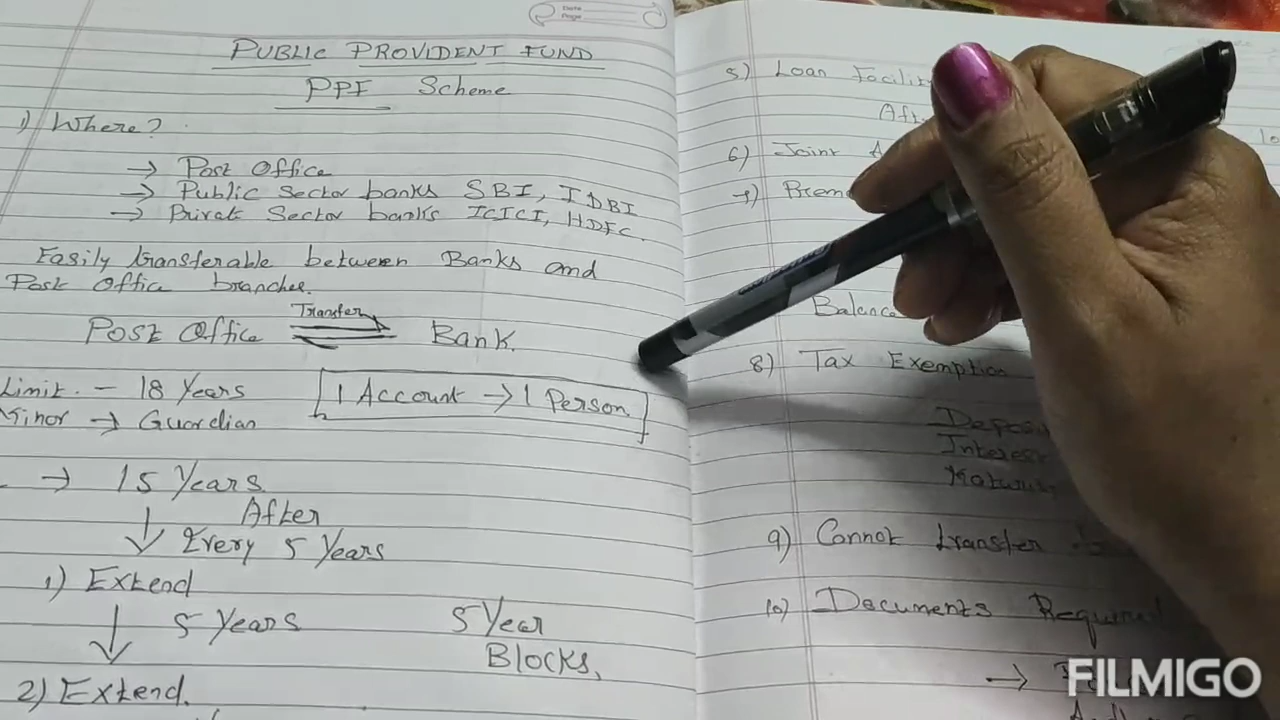 Date
Page
PUBLIC PROVIDENT FUND
PPF Scheme
1) Where?
→ Post Office
→ Public Sector banks SBI, IDBI
→ Private Sector banks ICICI, HDFC.
Easily transferable between Banks and
Post Office branches.
Transfer
Post Office ⇌ Bank.
Limit. - 18 Years
Minor → Guardian
1 Account → 1 Person
→ 15 Years
↓ After
Every 5 Years
1) Extend
↓ 5 Years
5 Year
Blocks,
2) Extend.
5) Loan
6) Joint
7)
Balance
8) Tax Exemption
9) Cannot transfer
10) Documents Required
→
FILMIGO